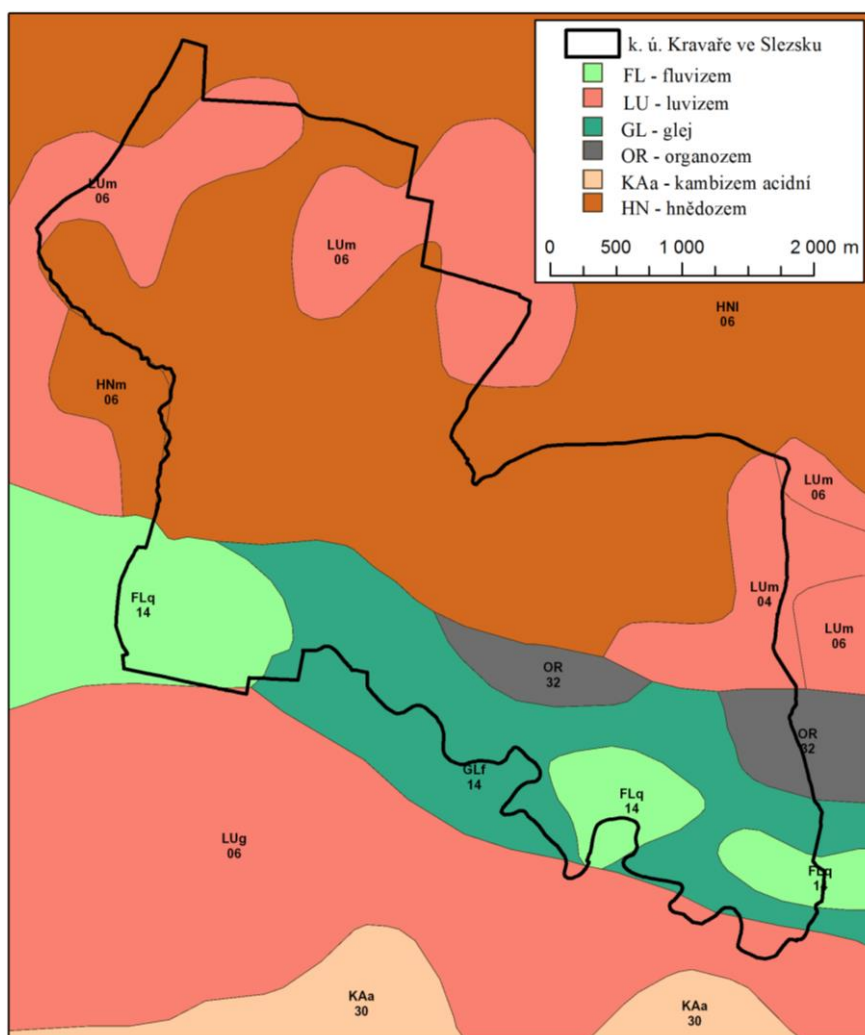 k. ú. Kravaře ve Slezsku
FL - fluvizem
LU - luvizem
GL - glej
OR - organozem
KAa - kambizem acidní
HN - hnědozem
0 500 1 000 2 000 m
LUm
06
LUm
06
HNl
06
HNm
06
LUm
06
LUm
04
LUm
06
FLq
14
OR
32
OR
32
GLf
14
FLq
14
FLq
14
LUg
06
KAa
30
KAa
30